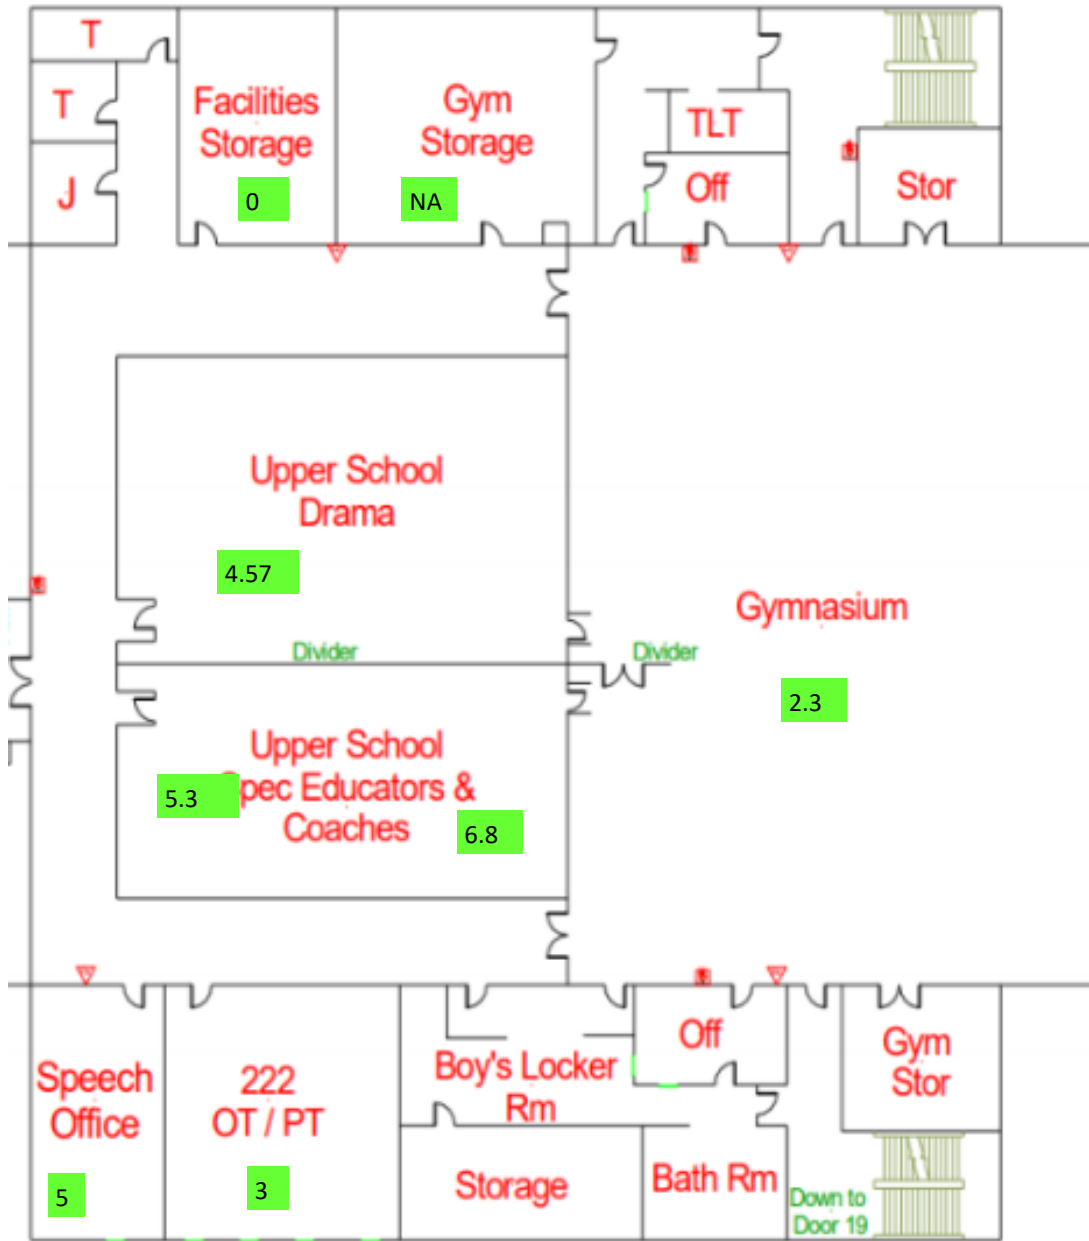 T
T
J
Facilities
Storage
0
Gym
Storage
NA
TLT
Off
Stor
Upper School
Drama
4.57
Divider
Divider
Gymnasium
2.3
Upper School
Spec Educators &
Coaches
5.3
6.8
Speech
Office
5
222
OT / PT
3
Boy's Locker
Rm
Storage
Off
Bath Rm
Gym
Stor
Down to
Door 19